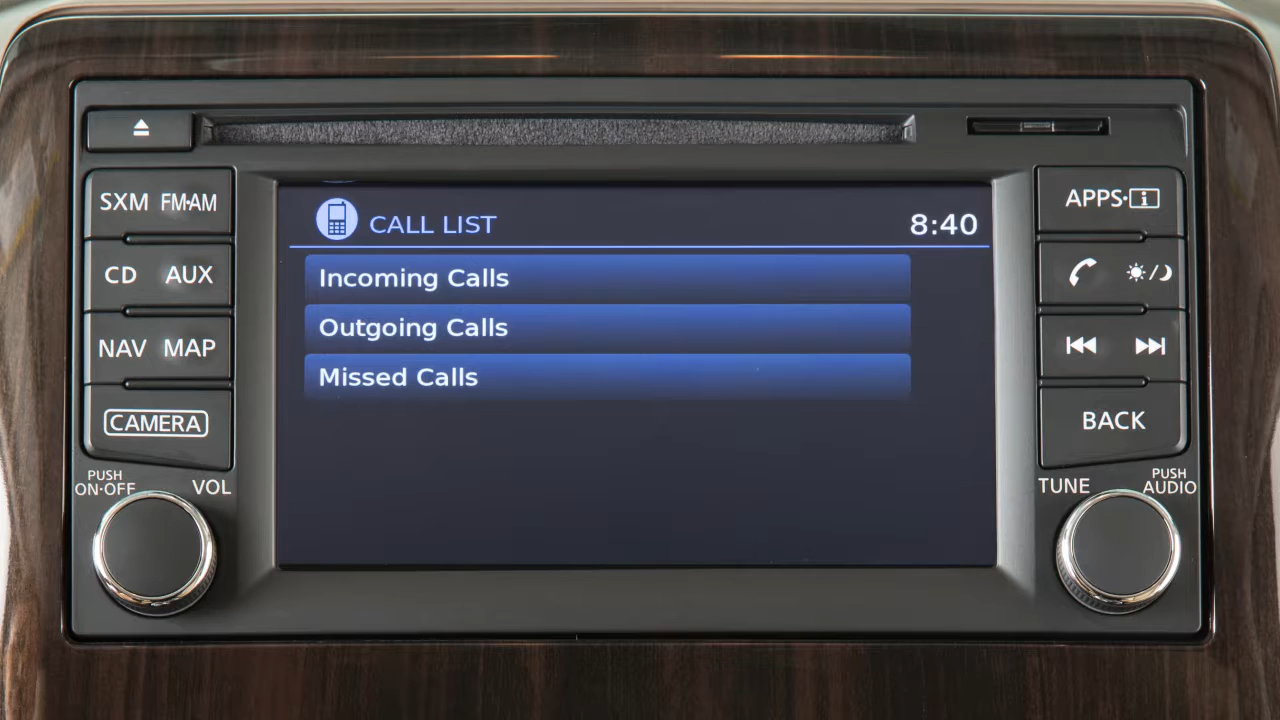 SXM FM·AM
CD AUX
NAV MAP
CAMERA
PUSH
ON·OFF
VOL
CALL LIST
8:40
Incoming Calls
Outgoing Calls
Missed Calls
APPS·i
BACK
TUNE
PUSH
AUDIO